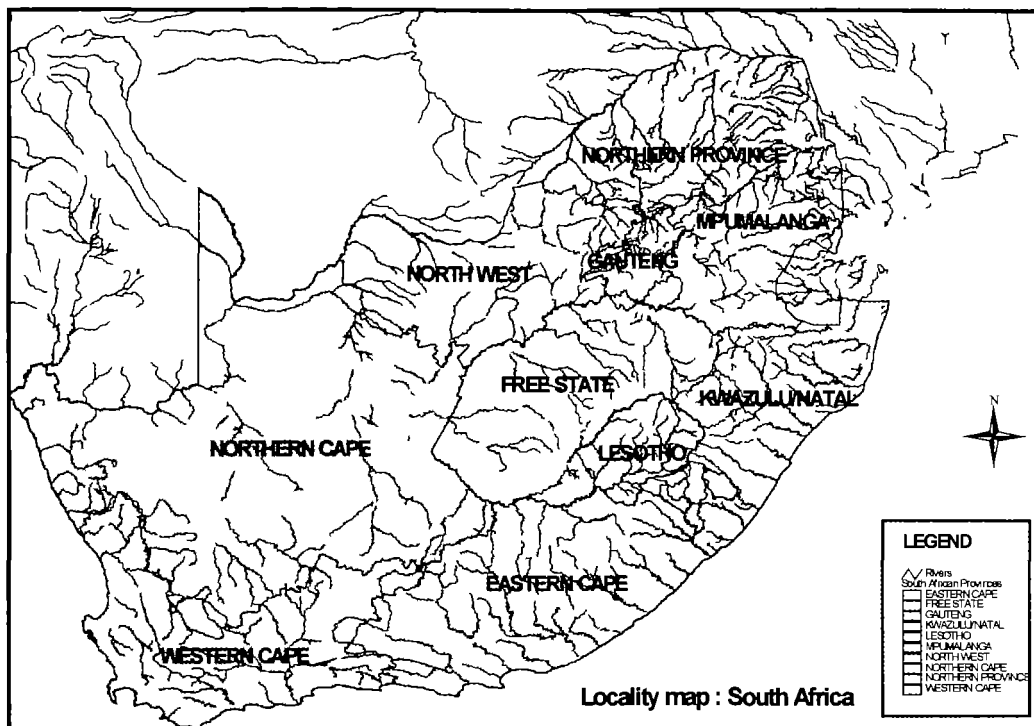 NORTHERN PROVINCE
MPUMALANGA
GAUTENG
NORTH WEST
FREE STATE
KWAZULU/NATAL
NORTHERN CAPE
LESOTHO
EASTERN CAPE
WESTERN CAPE
N
Locality map : South Africa
LEGEND
Rivers
South African Provinces
EASTERN CAPE
FREE STATE
GAUTENG
KWAZULU/NATAL
LESOTHO
MPUMALANGA
NORTH WEST
NORTHERN CAPE
NORTHERN PROVINCE
WESTERN CAPE